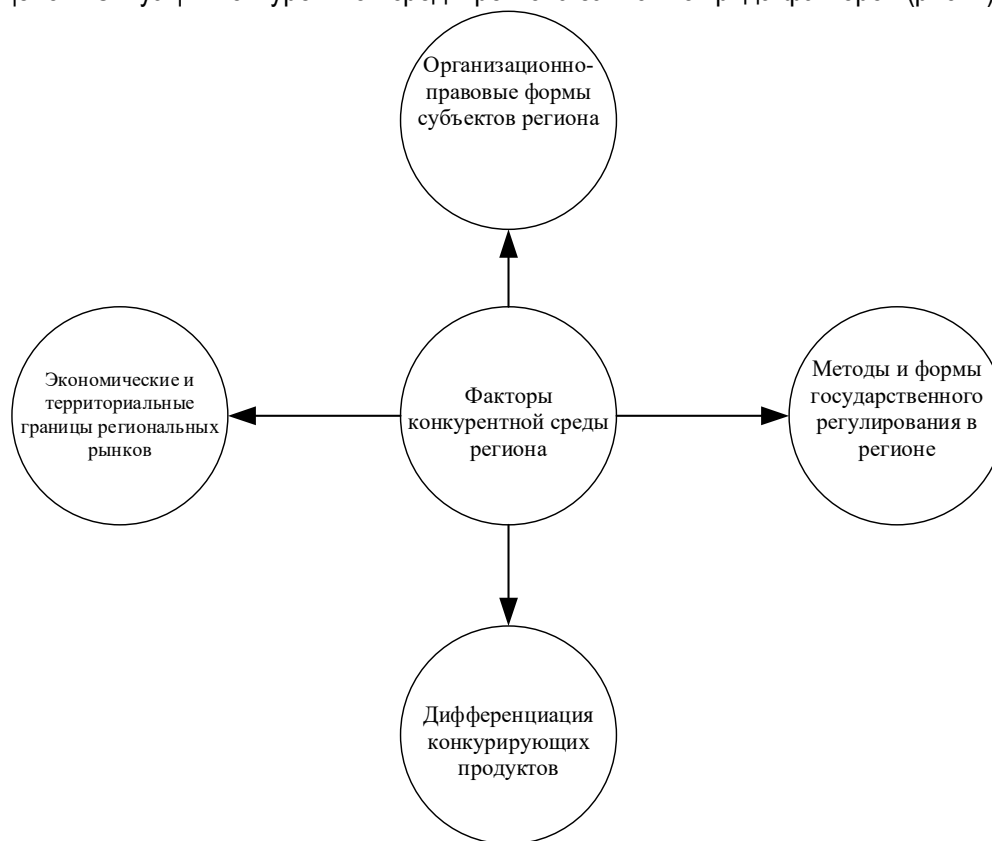 Организационно-
правовые формы
субъектов региона
Экономические и
территориальные
границы региональных
рынков
Факторы
конкурентной среды
региона
Методы и формы
государственного
регулирования в
регионе
Дифференциация
конкурирующих
продуктов